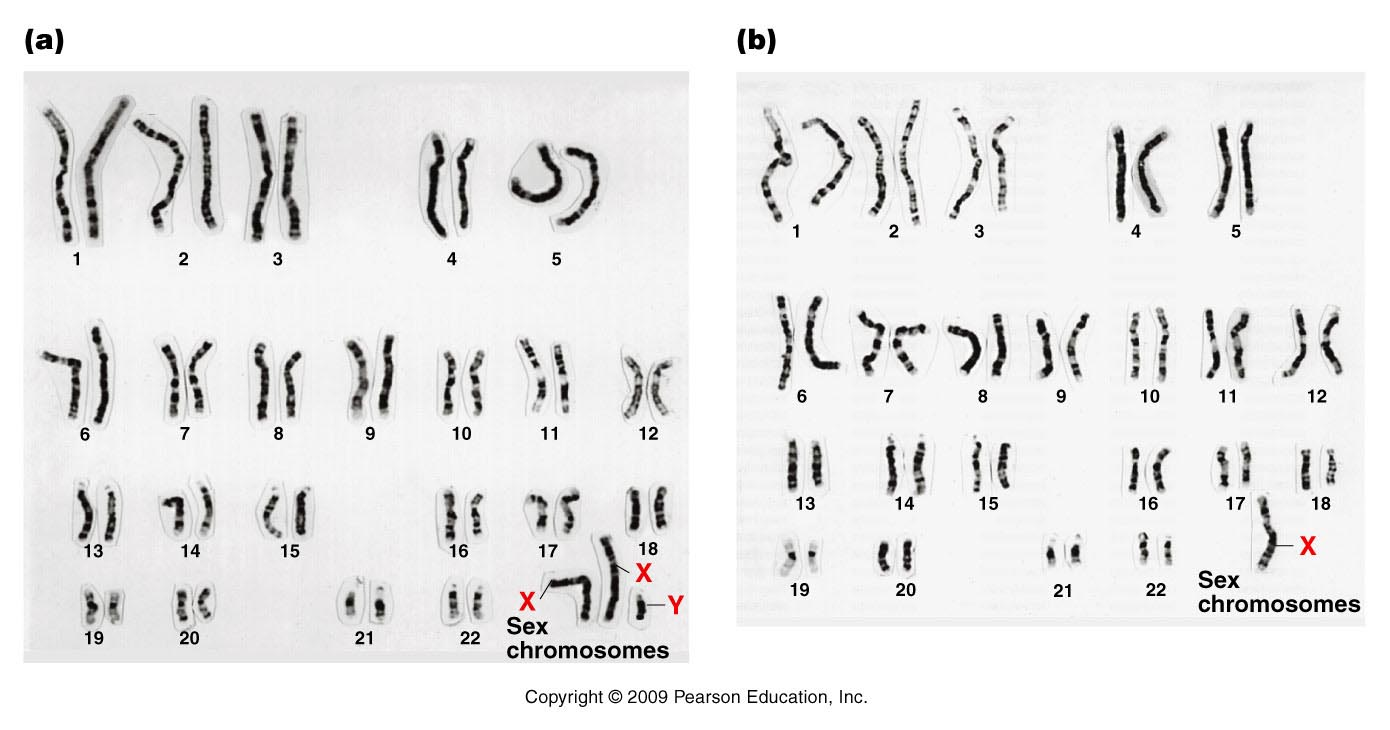 (a)
(b)
1 2 3 4 5
1 2 3 4 5
6 7 8 9 10 11 12
6 7 8 9 10 11 12
13 14 15 16 17 18
13 14 15 16 17 18
X
X
Y
X
19 20 21 22
19 20 21 22
Sex
chromosomes
Sex
chromosomes
Copyright © 2009 Pearson Education, Inc.